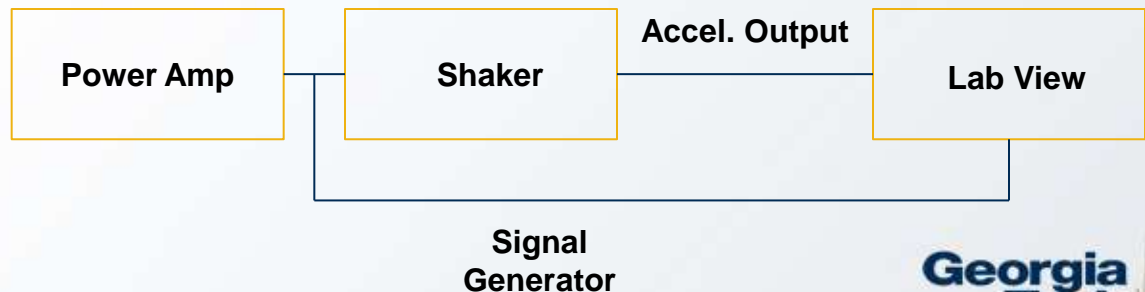 Accel. Output
Power Amp
Shaker
Lab View
Signal
Generator
Georgia